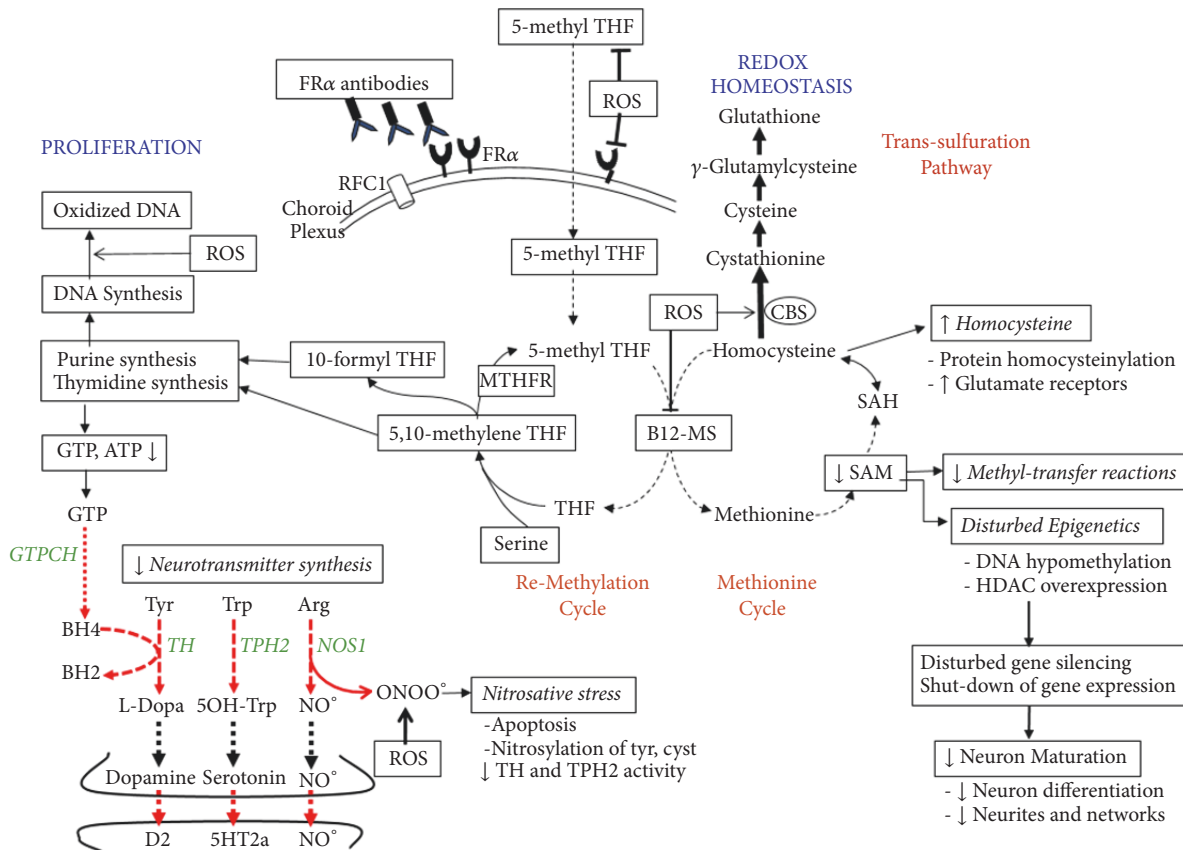 5-methyl THF
REDOX
HOMEOSTASIS
FRα antibodies
ROS
Glutathione
PROLIFERATION
FRα
Trans-sulfuration
Pathway
γ-Glutamylcysteine
RFC1
Choroid
Plexus
Oxidized DNA
Cysteine
ROS
5-methyl THF
Cystathionine
DNA Synthesis
ROS
CBS
↑ Homocysteine
Purine synthesis
Thymidine synthesis
10-formyl THF
5-methyl THF
Homocysteine
- Protein homocysteinylation
- ↑ Glutamate receptors
MTHFR
SAH
GTP, ATP ↓
5,10-methylene THF
B12-MS
↓ SAM
↓ Methyl-transfer reactions
GTP
THF
Methionine
Disturbed Epigenetics
- DNA hypomethylation
- HDAC overexpression
GTPCH
Serine
↓ Neurotransmitter synthesis
Re-Methylation
Cycle
Methionine
Cycle
Tyr Trp Arg
BH4
TH TPH2 NOS1
BH2
Disturbed gene silencing
Shut-down of gene expression
L-Dopa 5OH-Trp NO°
ONOO°
Nitrosative stress
-Apoptosis
-Nitrosylation of tyr, cyst
↓ TH and TPH2 activity
ROS
↓ Neuron Maturation
- ↓ Neuron differentiation
- ↓ Neurites and networks
Dopamine Serotonin NO°
D2 5HT2a NO°